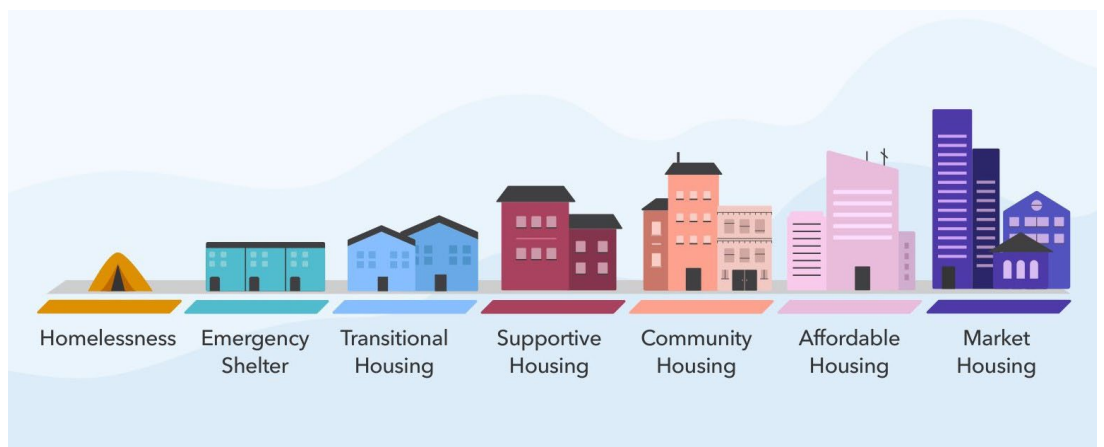 Homelessness
Emergency
Shelter
Transitional
Housing
Supportive
Housing
Community
Housing
Affordable
Housing
Market
Housing